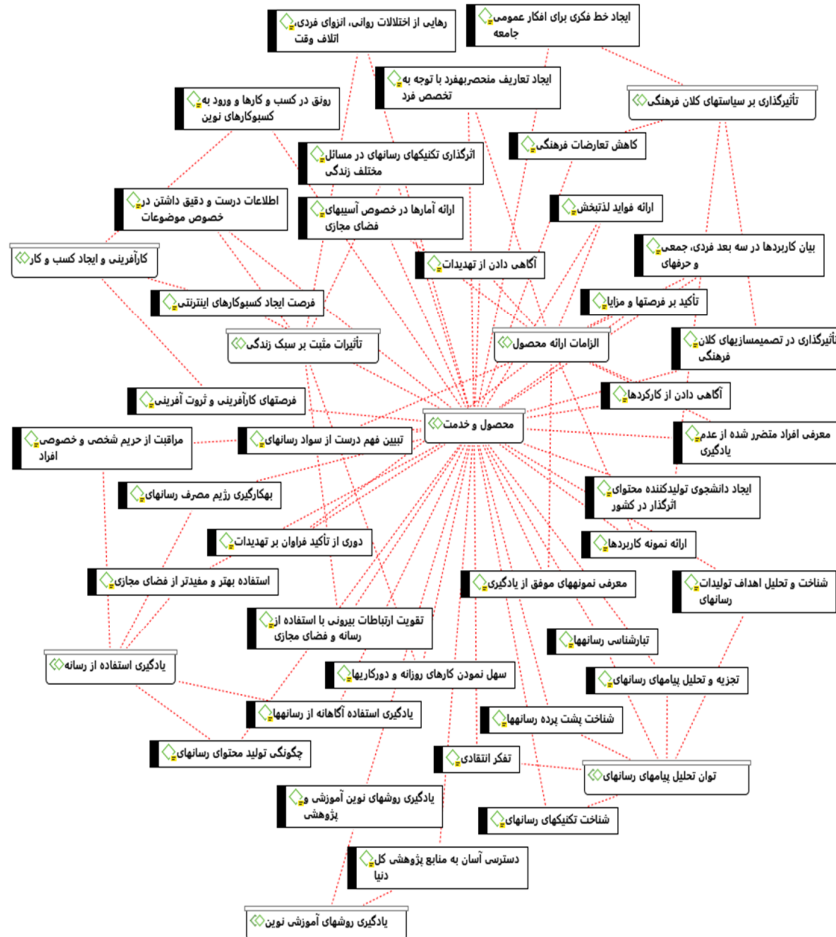 ایجاد خط فکری برای افکار عمومی
جامعه
رهایی از اختلالات روانی، انزوای فردی،
اتلاف وقت
ایجاد تعاریف منحصربهفرد با توجه به
تخصص فرد
تأثیرگذاری بر سیاستهای کلان فرهنگی
رونق در کسب و کارها و ورود به
کسبوکارهای نوین
کاهش تعارضات فرهنگی
اثرگذاری تکنیکهای رسانهای در مسائل
مختلف زندگی
اطلاعات درست و دقیق داشتن در
خصوص موضوعات
ارائه آمارها در خصوص آسیبهای
فضای مجازی
ارائه فواید لذتبخش
بیان کاربردها در سه بعد فردی، جمعی
و حرفهای
کارآفرینی و ایجاد کسب و کار
آگاهی دادن از تهدیدات
فرصت ایجاد کسبوکارهای اینترنتی
تأکید بر فرصتها و مزایا
تأثیرات مثبت بر سبک زندگی
الزامات ارائه محصول
تأثیرگذاری در تصمیمسازیهای کلان
فرهنگی
فرصتهای کارآفرینی و ثروت آفرینی
آگاهی دادن از کارکردها
محصول و خدمت
مراقبت از حریم شخصی و خصوصی
افراد
تبیین فهم درست از سواد رسانهای
معرفی افراد متضرر شده از عدم
یادگیری
بهکارگیری رژیم مصرف رسانهای
ایجاد دانشجوی تولیدکننده محتوای
اثرگذار در کشور
دوری از تأکید فراوان بر تهدیدات
ارائه نمونه کاربردها
استفاده بهتر و مفیدتر از فضای مجازی
معرفی نمونههای موفق از یادگیری
شناخت و تحلیل اهداف تولیدات
رسانهای
تقویت ارتباطات بیرونی با استفاده از
رسانه و فضای مجازی
تبارشناسی رسانهها
یادگیری استفاده از رسانه
سهل نمودن کارهای روزانه و دورکاریها
تجزیه و تحلیل پیامهای رسانهای
یادگیری استفاده آگاهانه از رسانهها
شناخت پشت پرده رسانهها
چگونگی تولید محتوای رسانهای
تفکر انتقادی
توان تحلیل پیامهای رسانهای
یادگیری روشهای نوین آموزشی و
پژوهشی
شناخت تکنیکهای رسانهای
دسترسی آسان به منابع پژوهشی کل
دنیا
یادگیری روشهای آموزشی نوین